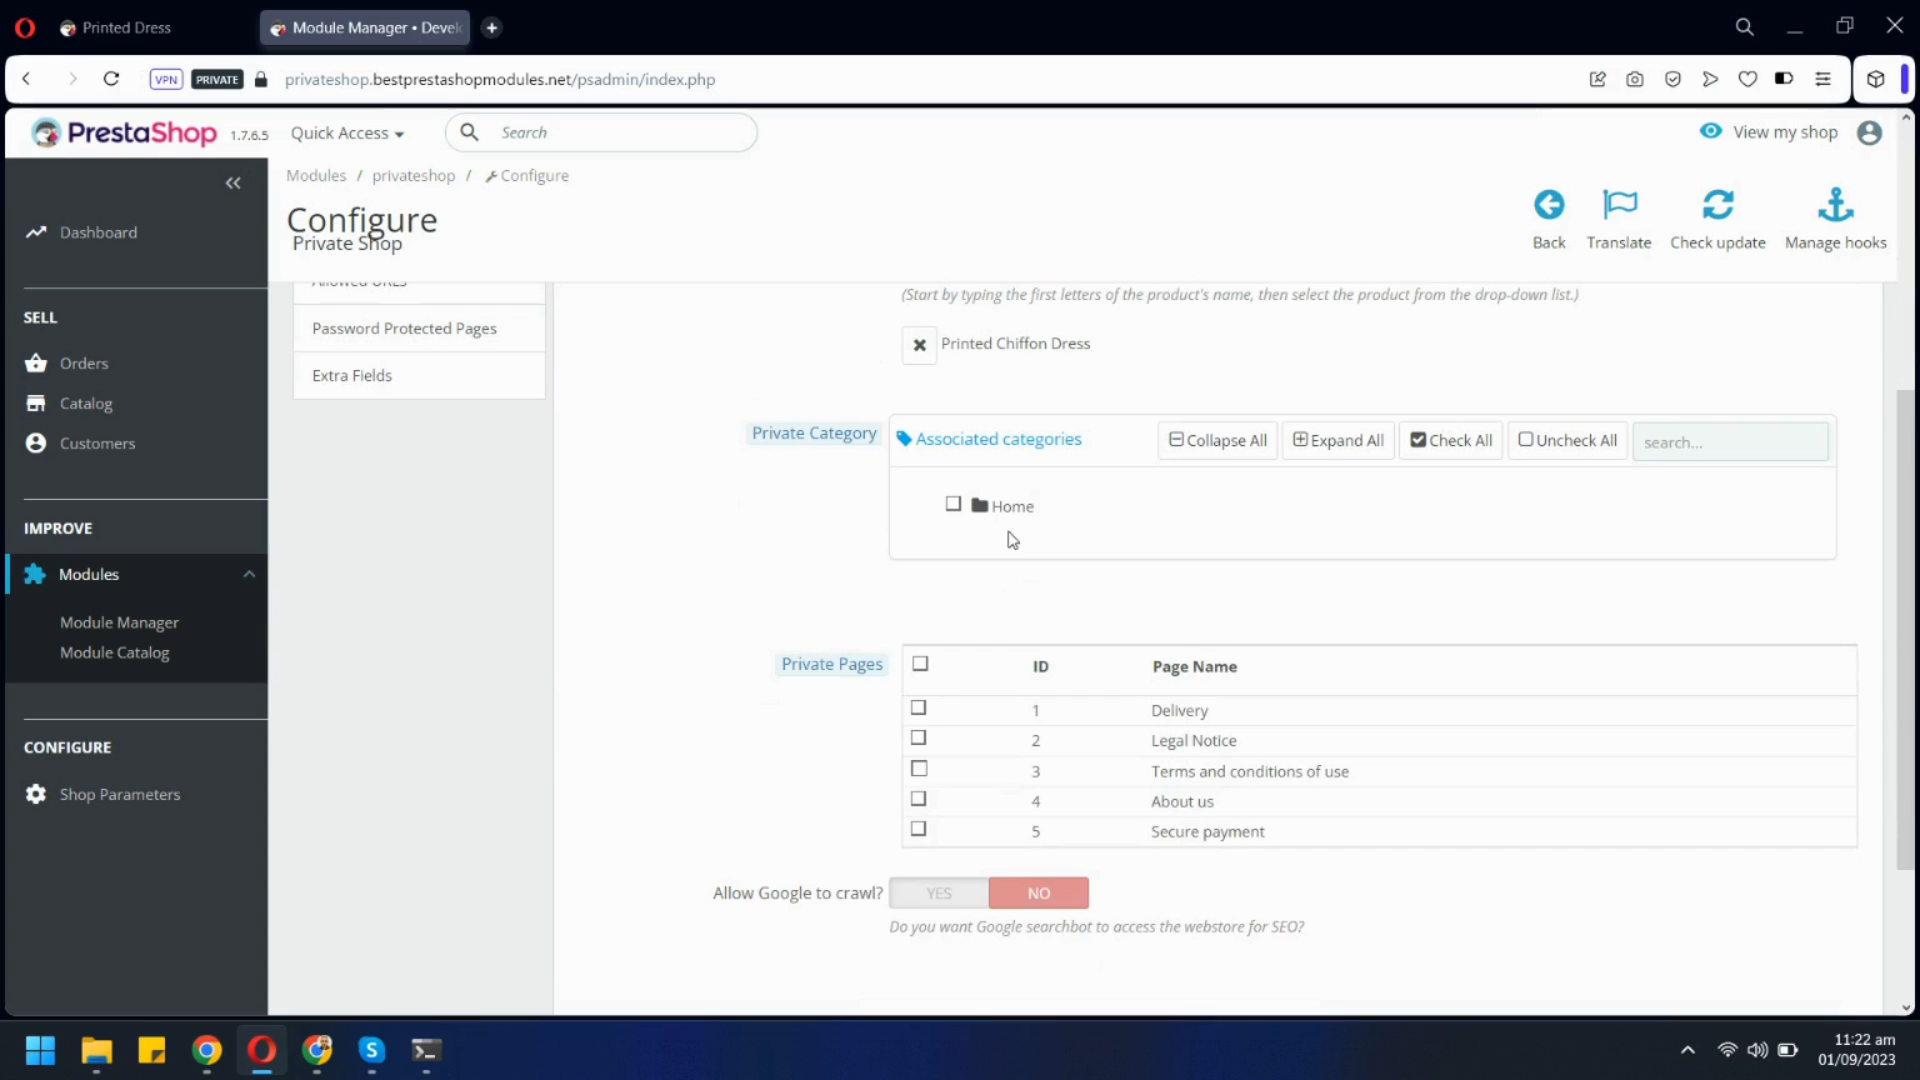 Printed Dress
Module Manager • Devel
VPN
PRIVATE
privateshop.bestprestashopmodules.net/psadmin/index.php
PrestaShop 1.7.6.5
Quick Access
Search
View my shop
Modules / privateshop / Configure
Configure
Private Shop
Back
Translate
Check update
Manage hooks
Dashboard
SELL
Orders
Catalog
Customers
IMPROVE
Modules
Module Manager
Module Catalog
CONFIGURE
Shop Parameters
Allowed URLs
Password Protected Pages
Extra Fields
(Start by typing the first letters of the product's name, then select the product from the drop-down list.)
Printed Chiffon Dress
Private Category
Associated categories
Collapse All
Expand All
Check All
Uncheck All
search...
Home
Private Pages
ID Page Name
1 Delivery
2 Legal Notice
3 Terms and conditions of use
4 About us
5 Secure payment
Allow Google to crawl?
YES
NO
Do you want Google searchbot to access the webstore for SEO?
11:22 am
01/09/2023